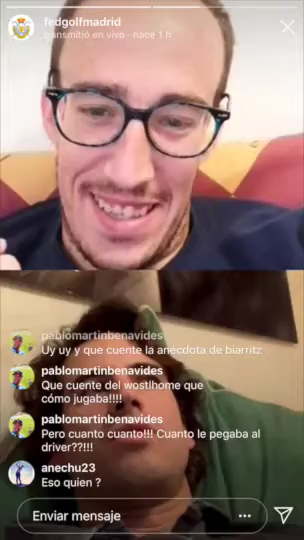 fedgolfmadrid
transmitió en vivo · hace 1 h
pablomartinbenavides
Uy uy y que cuente la anécdota de biarritz
pablomartinbenavides
Que cuente del wostlhome que
cómo jugaba!!!!
pablomartinbenavides
Pero cuanto cuanto!!! Cuanto le pegaba al
driver??!!!
anechu23
Eso quien ?
Enviar mensaje